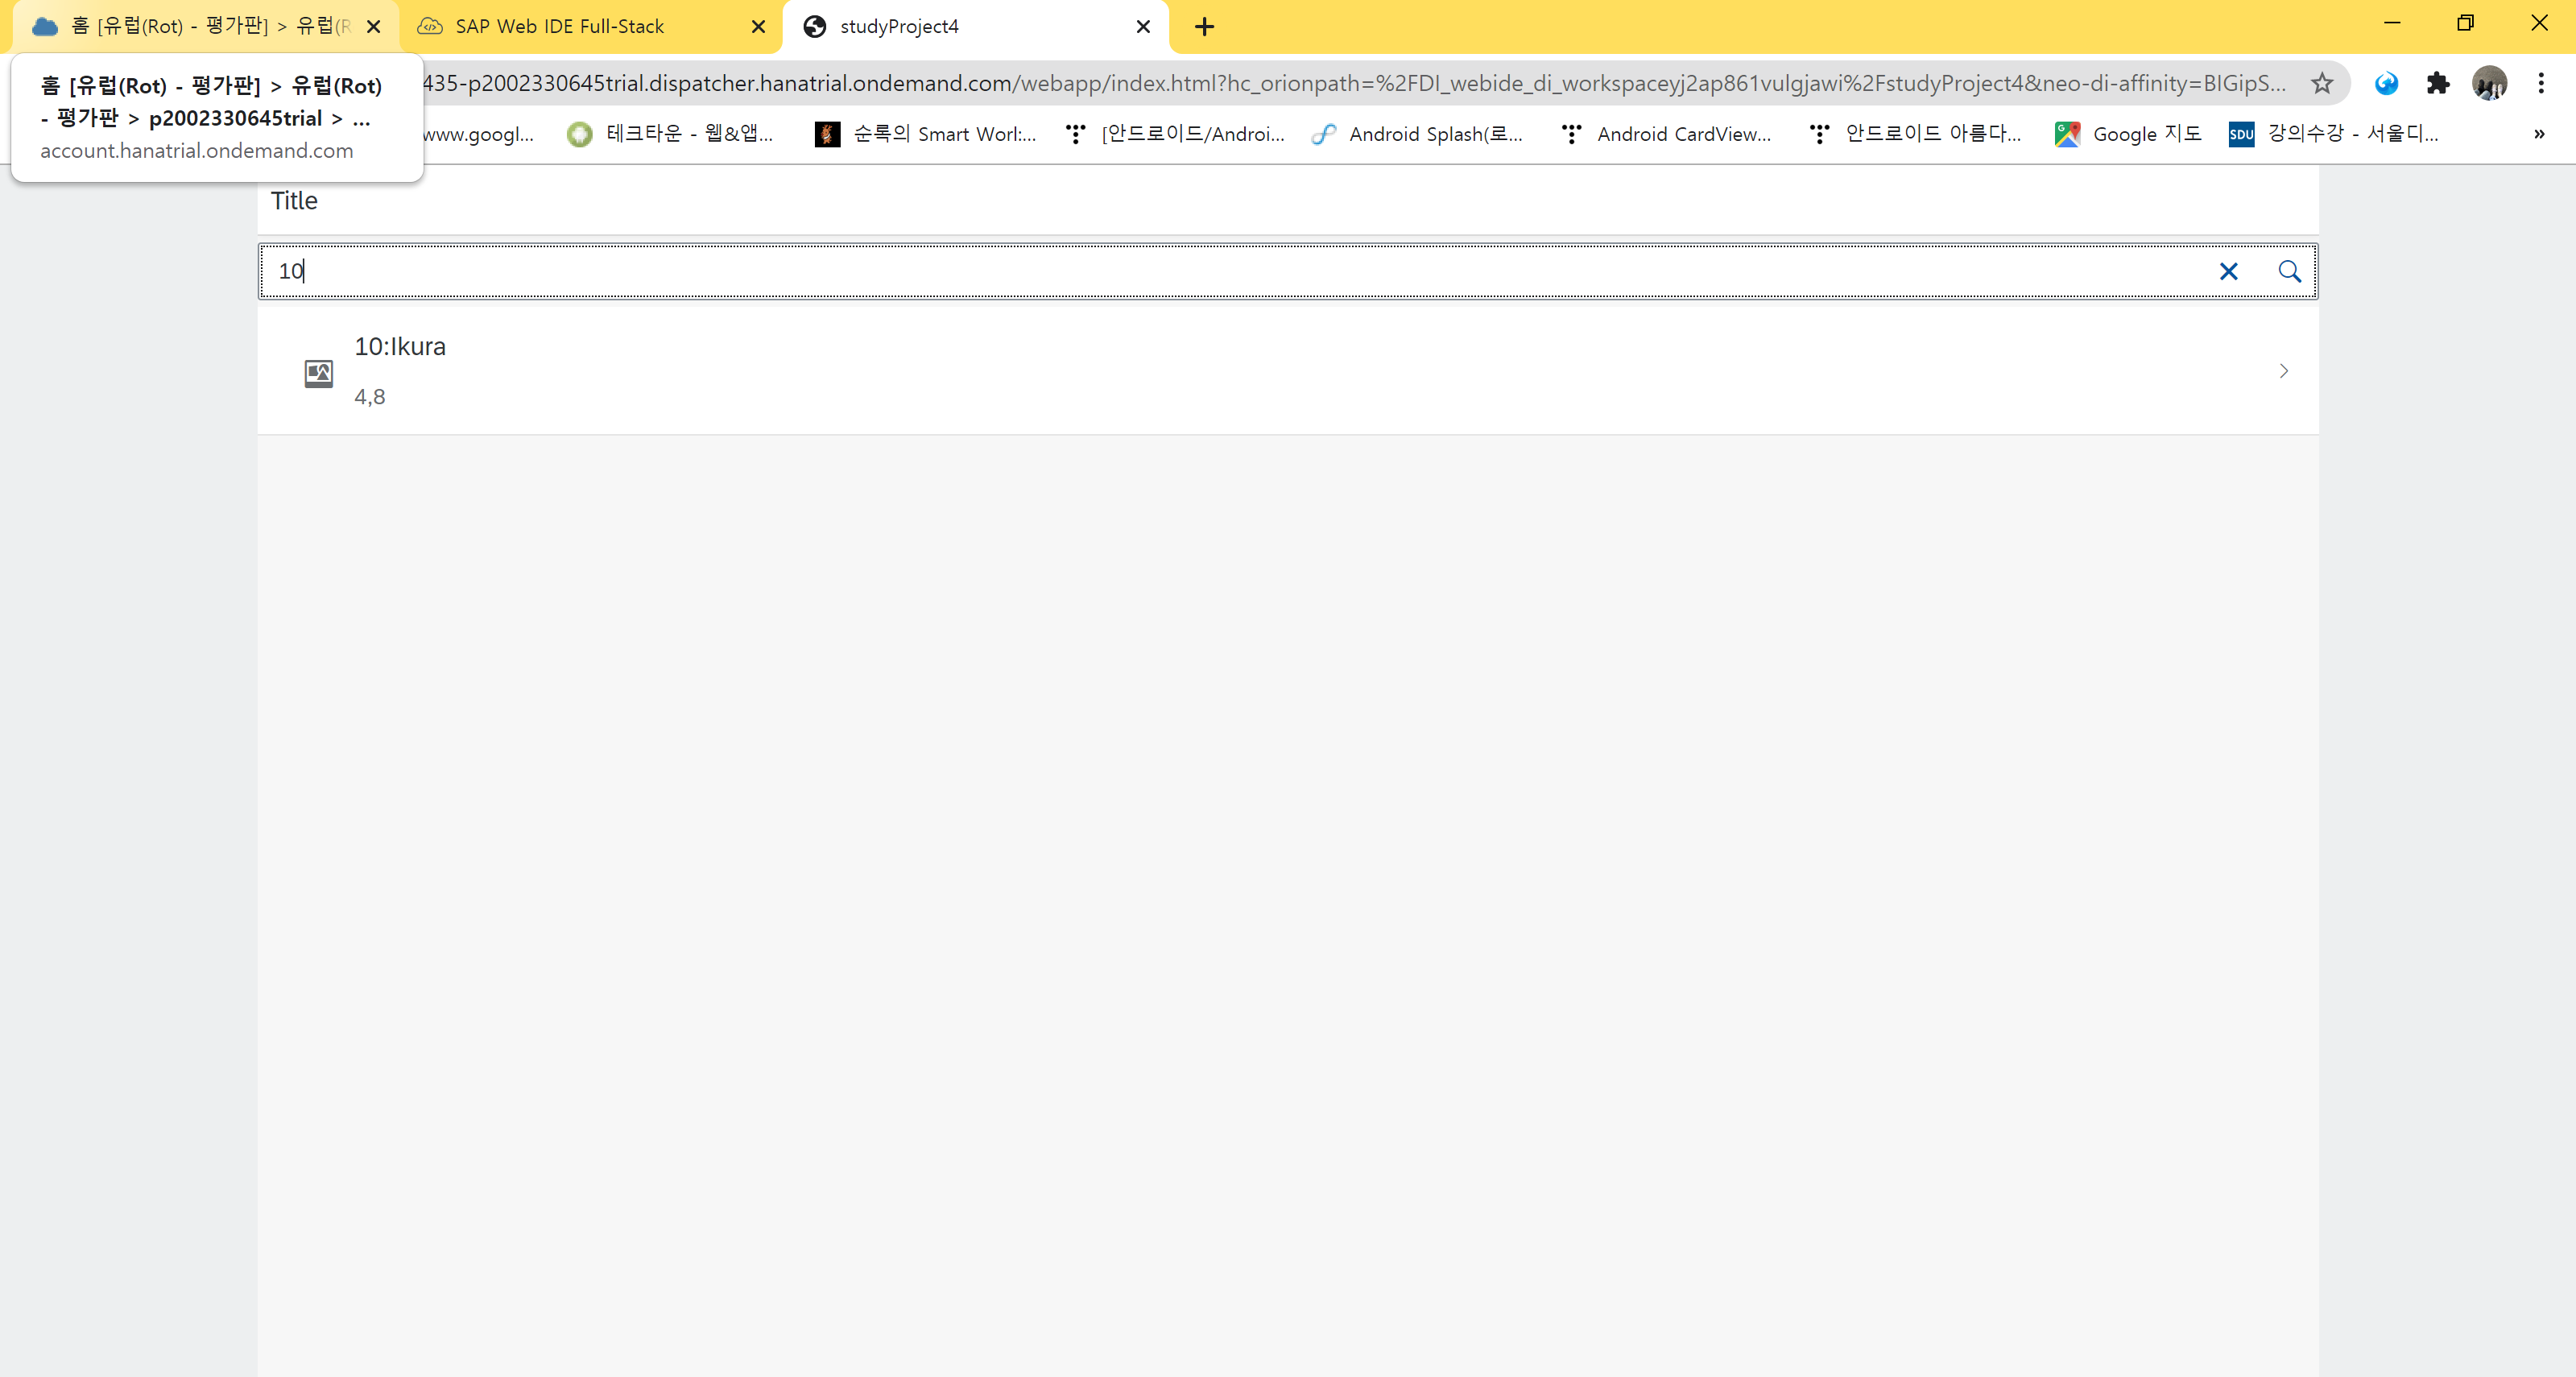 홈 [유럽(Rot) - 평가판] > 유럽(R
SAP Web IDE Full-Stack
studyProject4
홈 [유럽(Rot) - 평가판] > 유럽(Rot)
- 평가판 > p2002330645trial > ...
account.hanatrial.ondemand.com
435-p2002330645trial.dispatcher.hanatrial.ondemand.com/webapp/index.html?hc_orionpath=%2FDI_webide_di_workspaceyj2ap861vulgjawi%2FstudyProject4&neo-di-affinity=BIGipS...
www.googl...
테크타운 - 웹&앱...
순록의 Smart Worl:...
[안드로이드/Androi...
Android Splash(로...
Android CardView...
안드로이드 아름다...
Google 지도
SDU
강의수강 - 서울디...
»
Title
10
10:Ikura
4,8